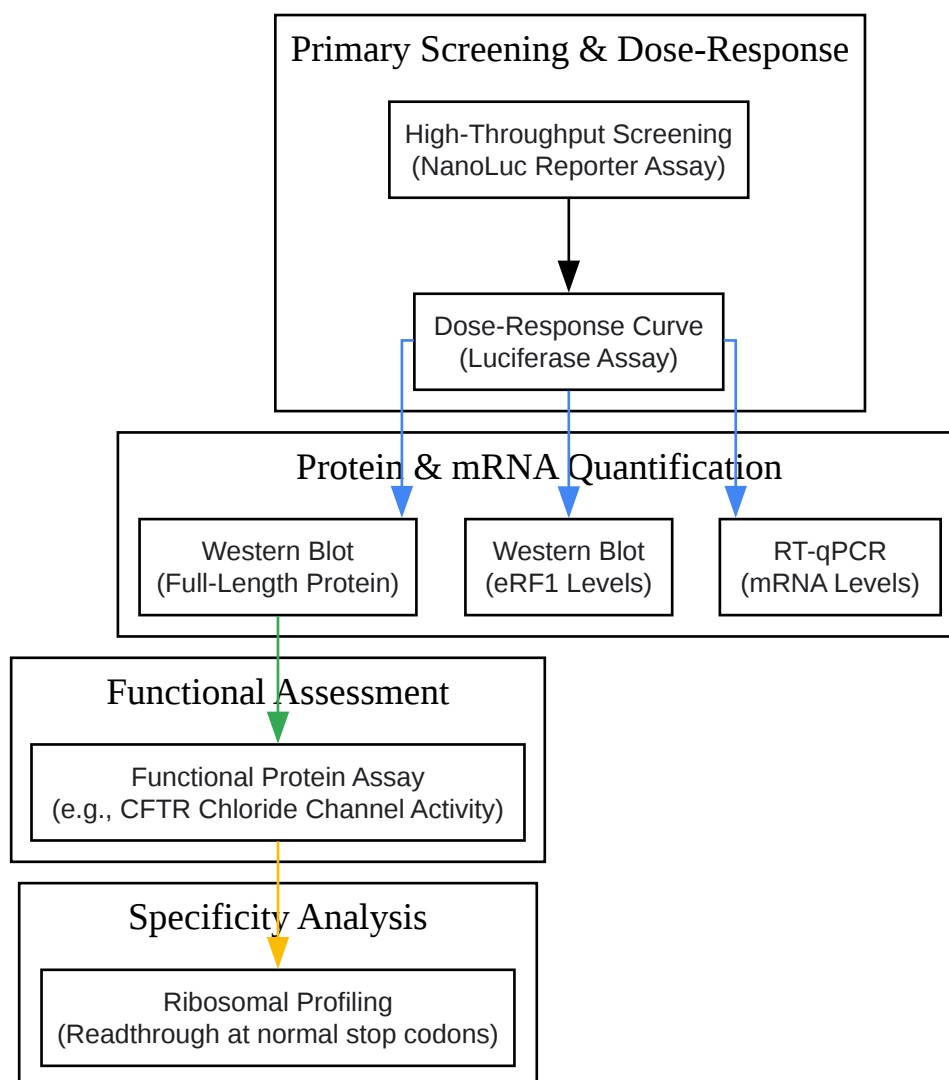 Primary Screening & Dose-Response
High-Throughput Screening
(NanoLuc Reporter Assay)
Dose-Response Curve
(Luciferase Assay)
Protein & mRNA Quantification
Western Blot
(Full-Length Protein)
Western Blot
(eRF1 Levels)
RT-qPCR
(mRNA Levels)
Functional Assessment
Functional Protein Assay
(e.g., CFTR Chloride Channel Activity)
Specificity Analysis
Ribosomal Profiling
(Readthrough at normal stop codons)